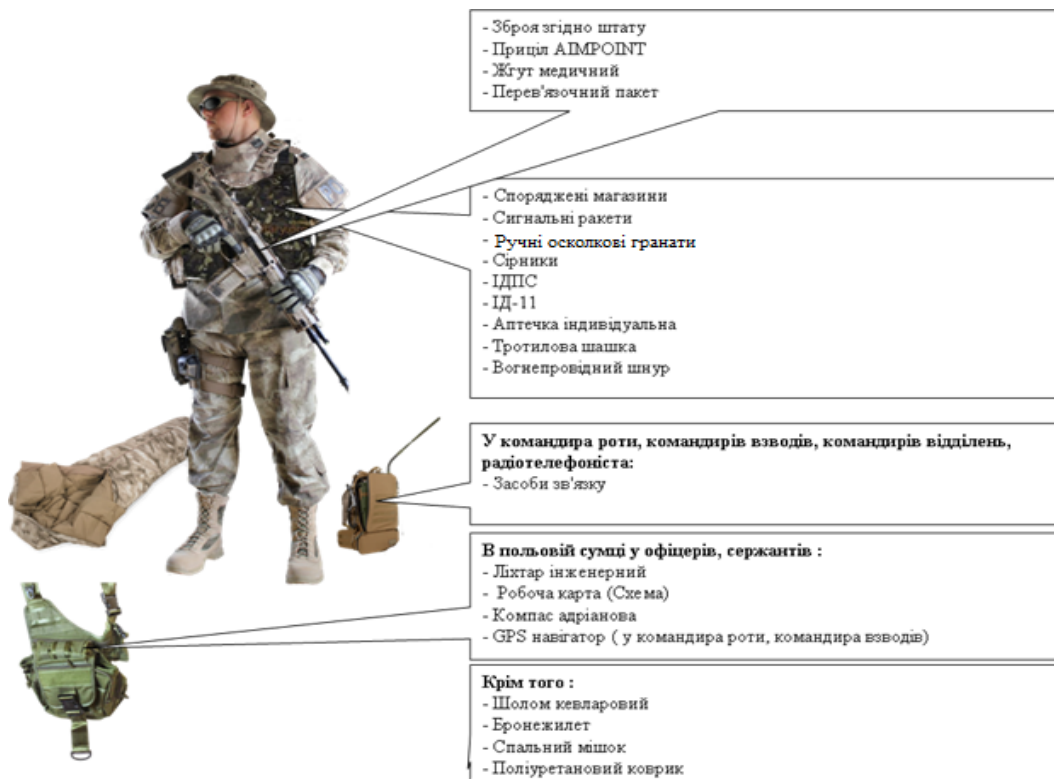 - Зброя згідно штату
- Приціл AIMPOINT
- Жгут медичний
- Перев'язочний пакет
- Споряджені магазини
- Сигнальні ракети
- Ручні осколкові гранати
- Сірники
- ІДПС
- ІД-11
- Аптечка індивідуальна
- Тротилова шашка
- Вогнепровідний шнур
У командира роти, командирів взводів, командирів відділень,
радіотелефоніста:
- Засоби зв'язку
В польовій сумці у офіцерів, сержантів :
- Ліхтар інженерний
- Робоча карта (Схема)
- Компас адріанова
- GPS навігатор ( у командира роти, командира взводів)
Крім того :
- Шолом кевларовий
- Бронежилет
- Спальний мішок
- Поліуретановий коврик